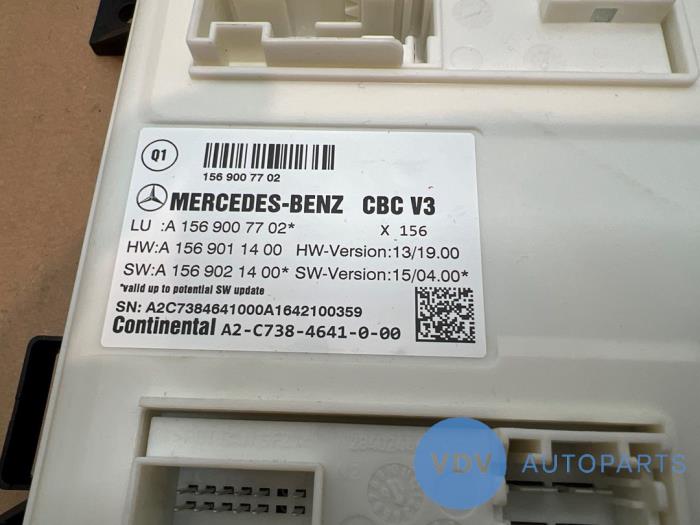 Q1
156 900 77 02
MERCEDES-BENZ CBC V3
LU :A 156 900 77 02* X 156
HW:A 156 901 14 00 HW-Version:13/19.00
SW:A 156 902 14 00* SW-Version:15/04.00*
*valid up to potential SW update
SN: A2C7384641000A1642100359
Continental A2-C738-4641-0-00
VDV AUTOPARTS